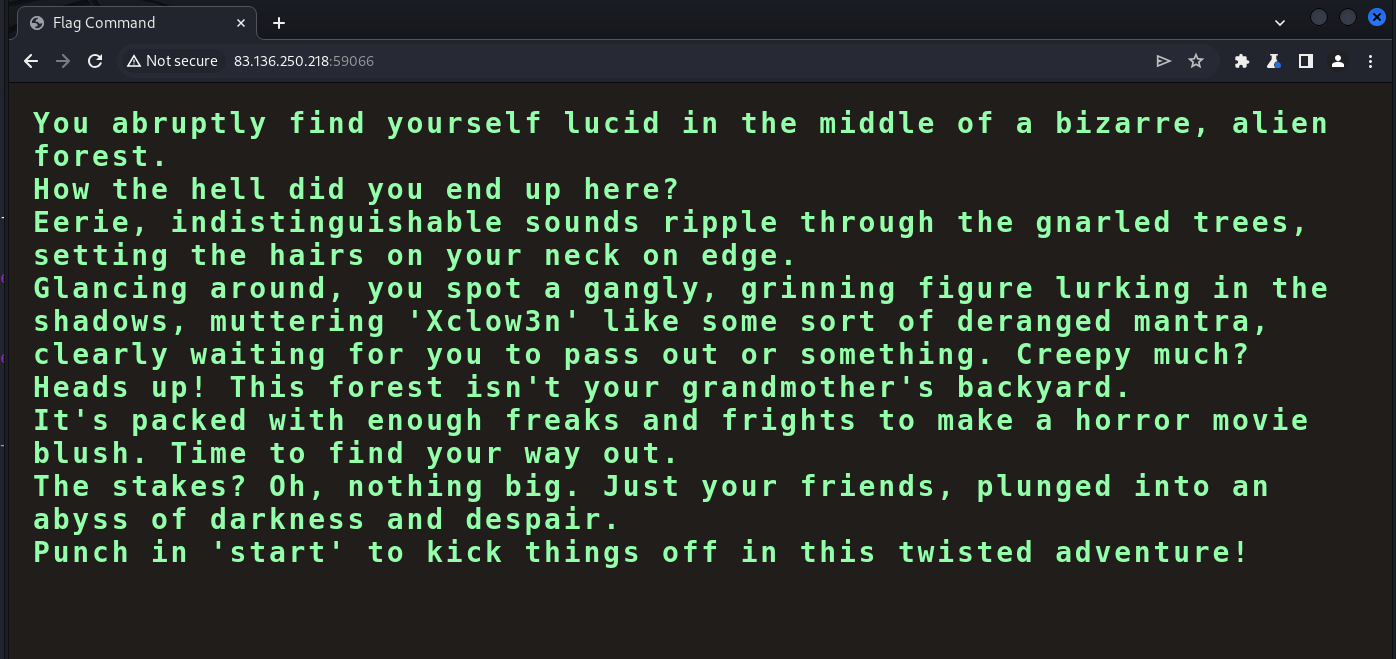 Flag Command
Not secure 83.136.250.218:59066
You abruptly find yourself lucid in the middle of a bizarre, alien
forest.
How the hell did you end up here?
Eerie, indistinguishable sounds ripple through the gnarled trees,
setting the hairs on your neck on edge.
Glancing around, you spot a gangly, grinning figure lurking in the
shadows, muttering 'Xclow3n' like some sort of deranged mantra,
clearly waiting for you to pass out or something. Creepy much?
Heads up! This forest isn't your grandmother's backyard.
It's packed with enough freaks and frights to make a horror movie
blush. Time to find your way out.
The stakes? Oh, nothing big. Just your friends, plunged into an
abyss of darkness and despair.
Punch in 'start' to kick things off in this twisted adventure!